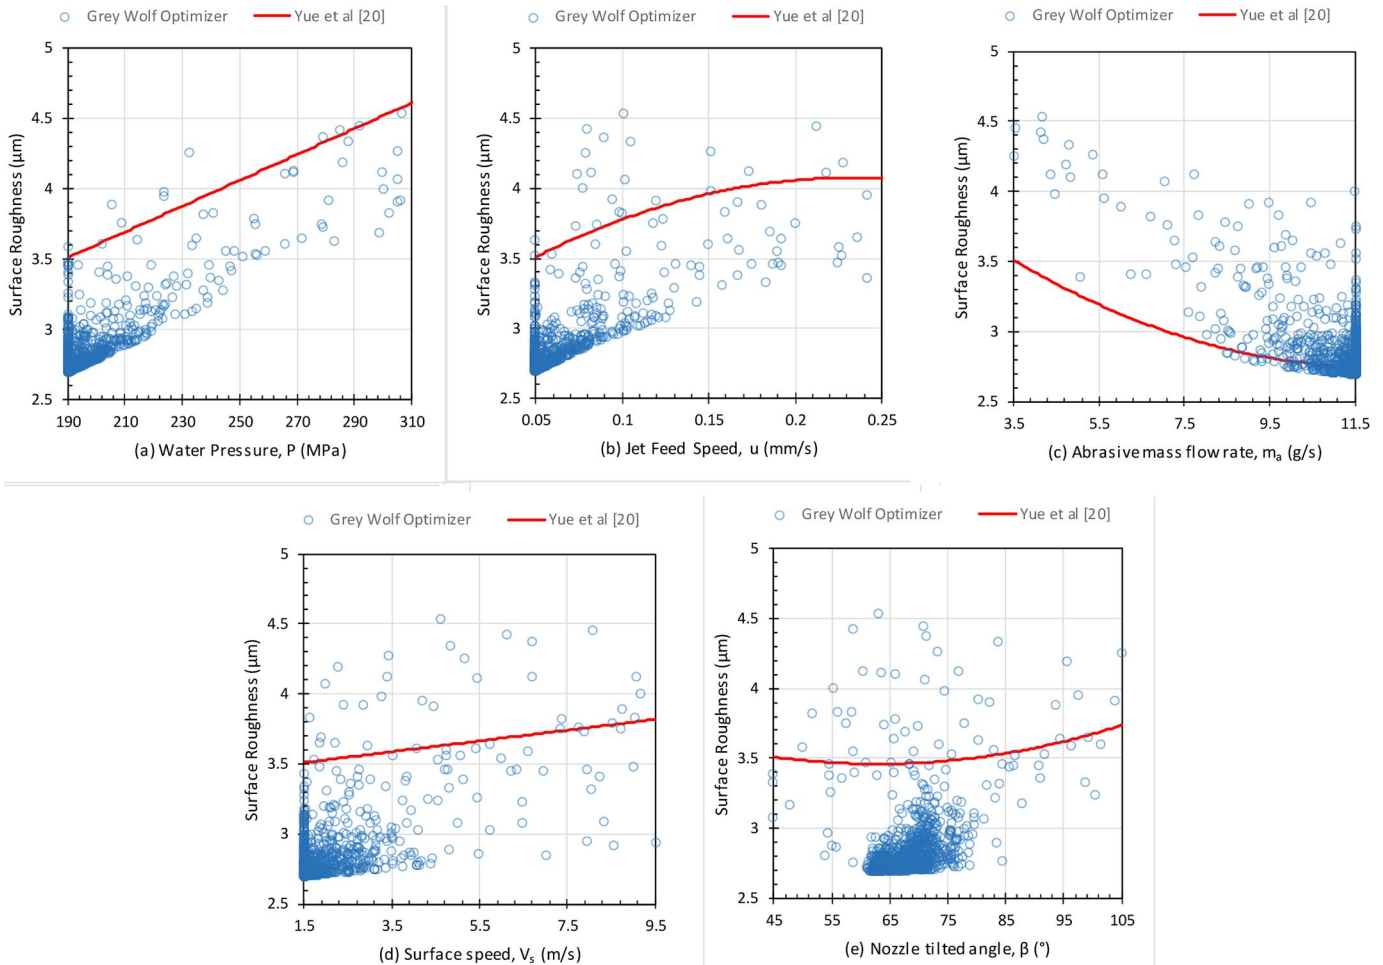 Grey Wolf Optimizer Yue et al [20]
Surface Roughness (µm)
5
4.5
4
3.5
3
2.5
190 210 230 250 270 290 310
(a) Water Pressure, P (MPa)
Grey Wolf Optimizer Yue et al [20]
Surface Roughness (µm)
5
4.5
4
3.5
3
2.5
0.05 0.1 0.15 0.2 0.25
(b) Jet Feed Speed, u (mm/s)
Grey Wolf Optimizer Yue et al [20]
Surface Roughness (µm)
5
4.5
4
3.5
3
2.5
3.5 5.5 7.5 9.5 11.5
(c) Abrasive mass flow rate, mₐ (g/s)
Grey Wolf Optimizer Yue et al [20]
Surface Roughness (µm)
5
4.5
4
3.5
3
2.5
1.5 3.5 5.5 7.5 9.5
(d) Surface speed, Vₛ (m/s)
Grey Wolf Optimizer Yue et al [20]
Surface Roughness (µm)
5
4.5
4
3.5
3
2.5
45 55 65 75 85 95 105
(e) Nozzle tilted angle, β (°)